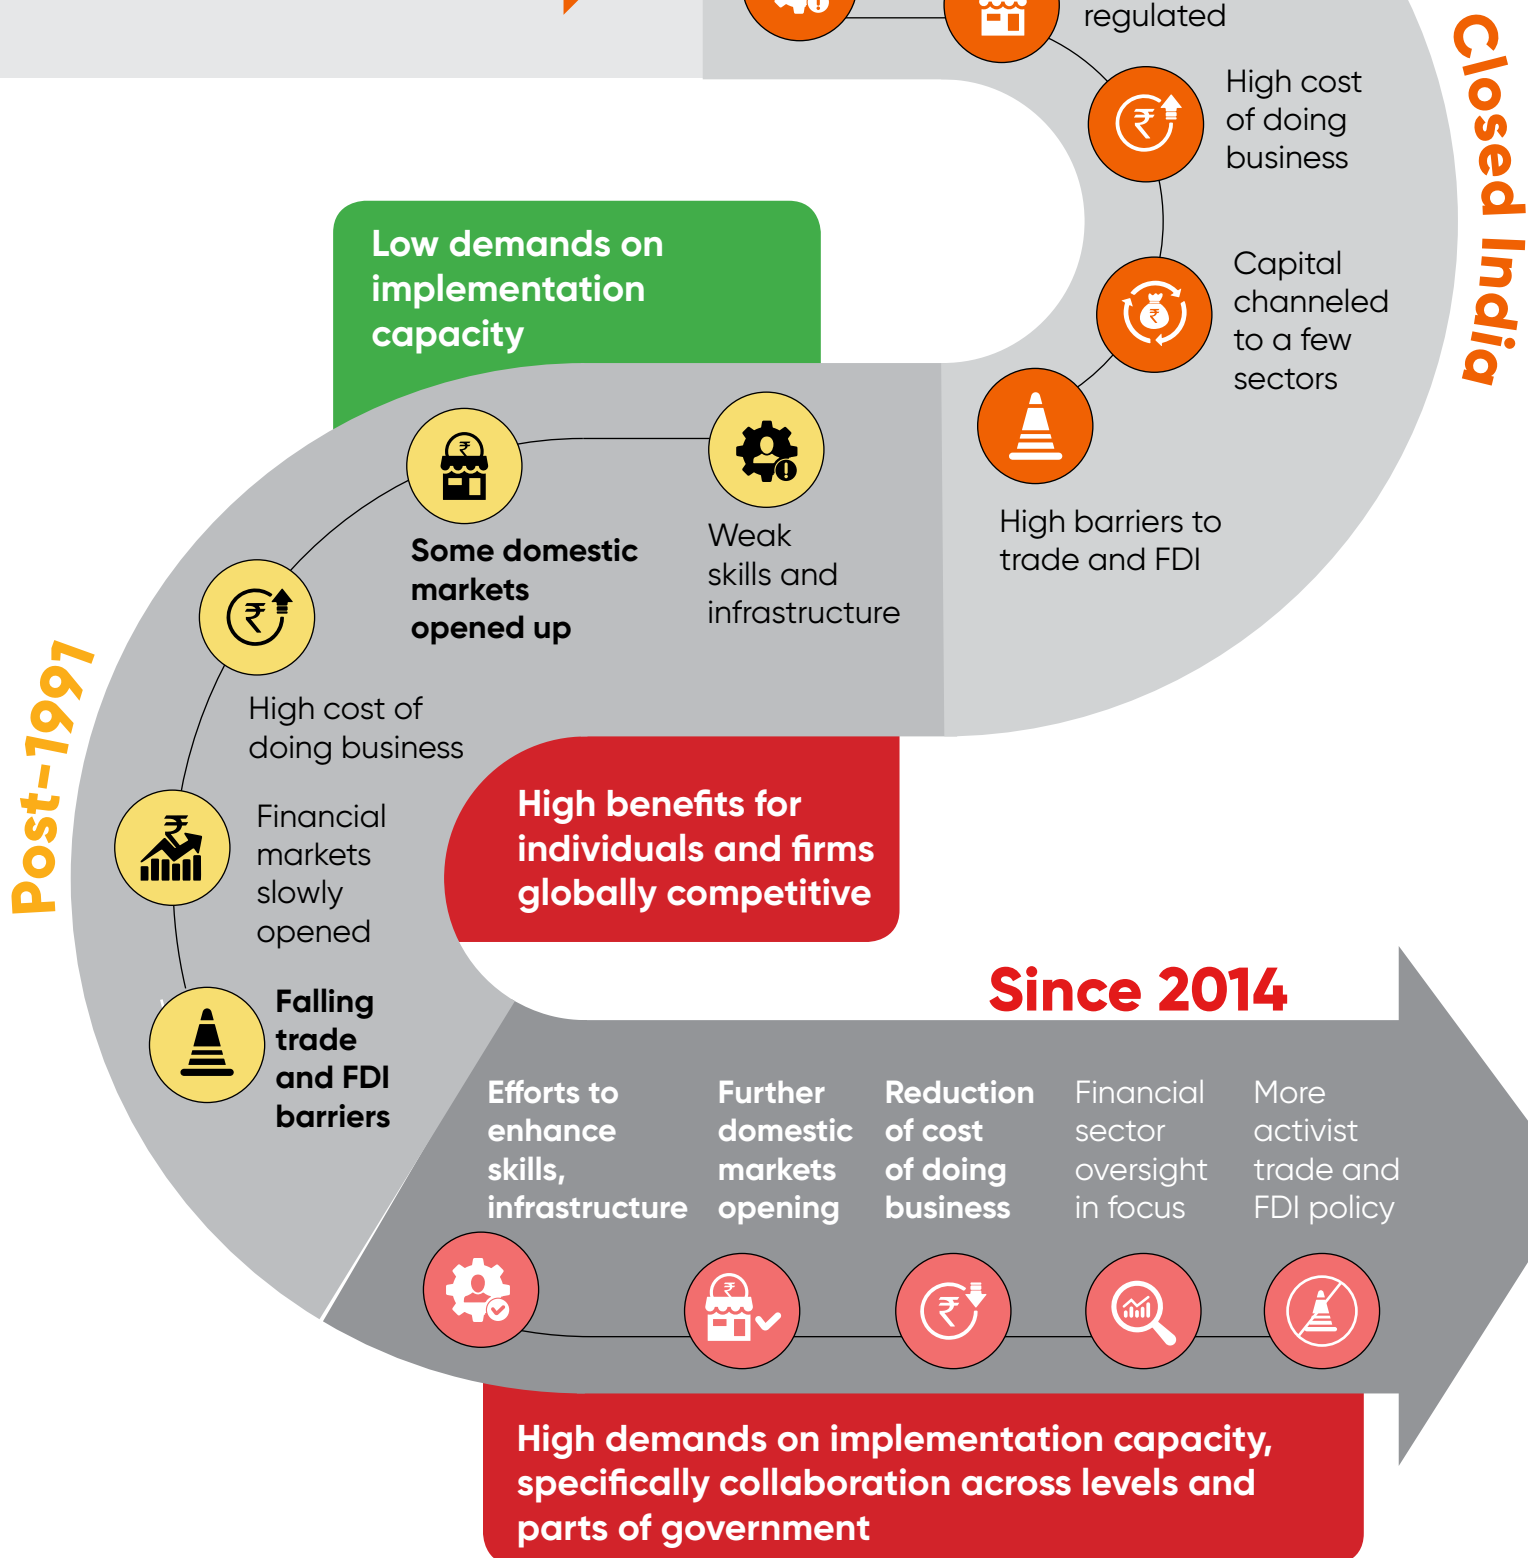 regulated
High cost
of doing
business
Capital
channeled
to a few
sectors
High barriers to
trade and FDI
Closed India
Low demands on
implementation
capacity
Weak
skills and
infrastructure
Some domestic
markets
opened up
High cost of
doing business
Financial
markets
slowly
opened
Falling
trade
and FDI
barriers
Post-1991
High benefits for
individuals and firms
globally competitive
Since 2014
Efforts to
enhance
skills,
infrastructure
Further
domestic
markets
opening
Reduction
of cost
of doing
business
Financial
sector
oversight
in focus
More
activist
trade and
FDI policy
High demands on implementation capacity,
specifically collaboration across levels and
parts of government